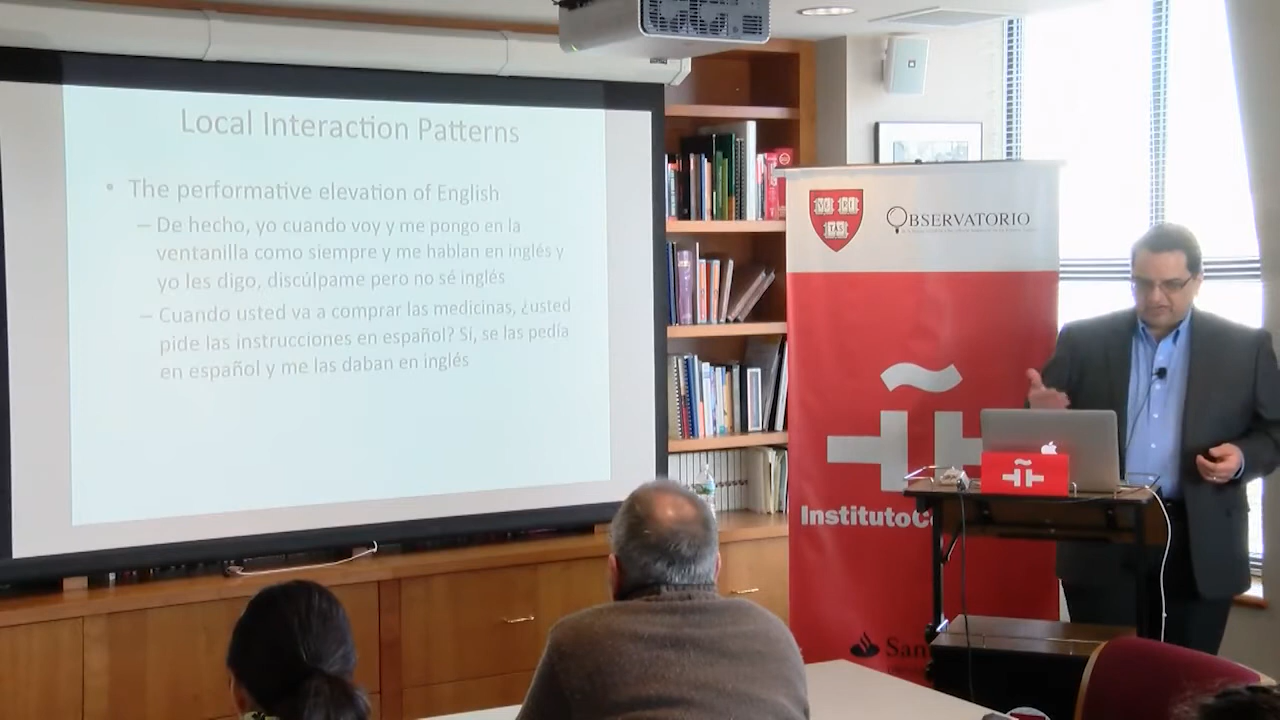 Local Interaction Patterns
• The performative elevation of English
– De hecho, yo cuando voy y me pongo en la
ventanilla como siempre y me hablan en inglés y
yo les digo, discúlpame pero no sé inglés
– Cuando usted va a comprar las medicinas, ¿usted
pide las instrucciones en español? Sí, se las pedía
en español y me las daban en inglés
VE RI TAS
OBSERVATORIO
InstitutoC
San